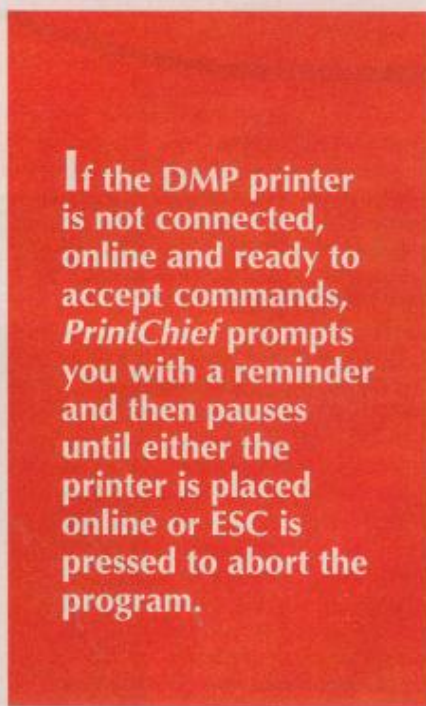 If the DMP printer
is not connected,
online and ready to
accept commands,
PrintChief prompts
you with a reminder
and then pauses
until either the
printer is placed
online or ESC is
pressed to abort the
program.